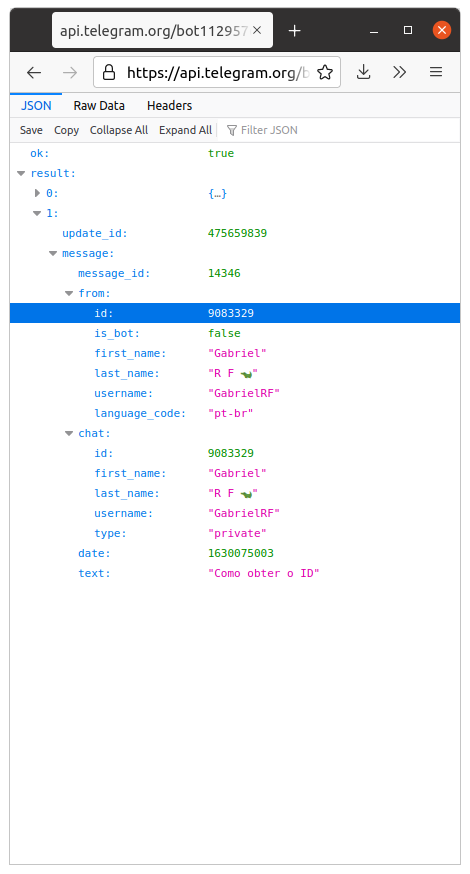 api.telegram.org/bot112957
https://api.telegram.org/b
JSON Raw Data Headers
Save Copy Collapse All Expand All Filter JSON
ok: true
result:
0: {…}
1:
update_id: 475659839
message:
message_id: 14346
from:
id: 9083329
is_bot: false
first_name: "Gabriel"
last_name: "R F 🦡"
username: "GabrielRF"
language_code: "pt-br"
chat:
id: 9083329
first_name: "Gabriel"
last_name: "R F 🦡"
username: "GabrielRF"
type: "private"
date: 1630075003
text: "Como obter o ID"